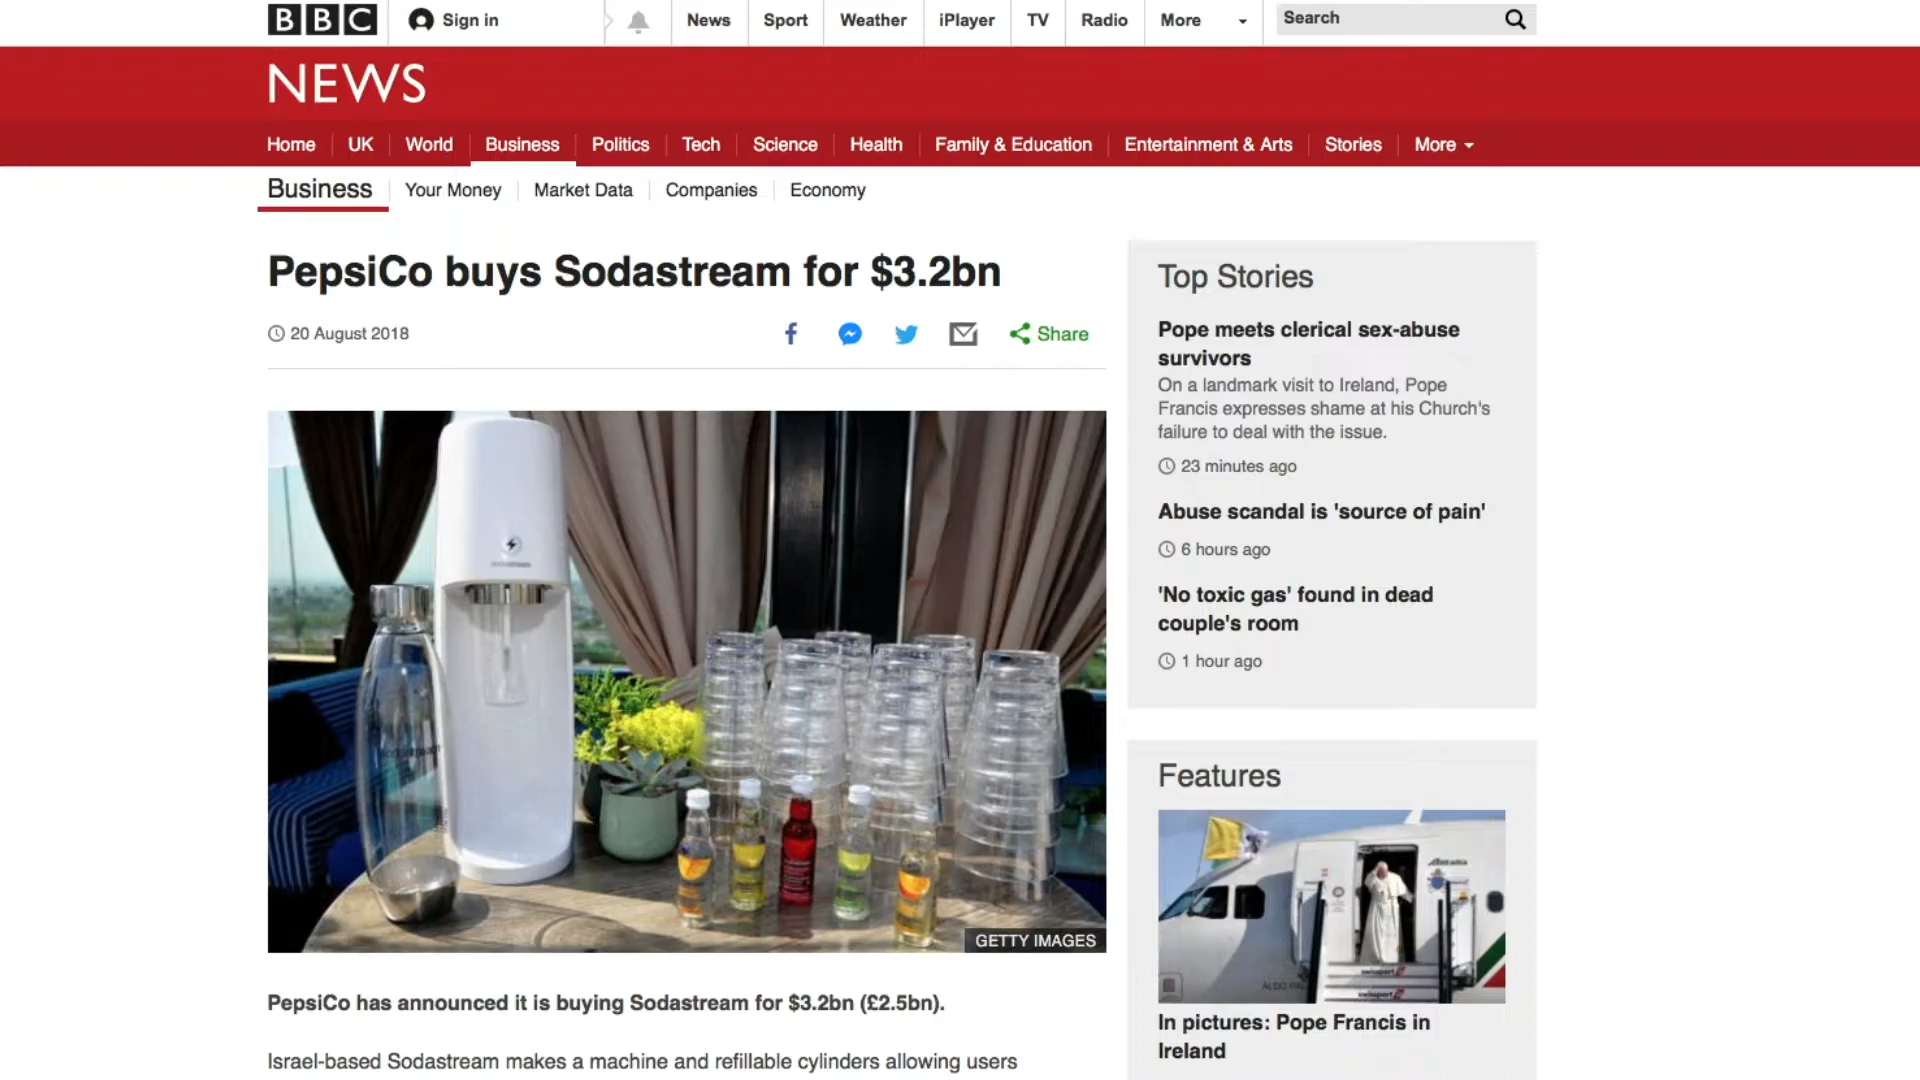 BBC
Sign in
News
Sport
Weather
iPlayer
TV
Radio
More
Search
NEWS
Home
UK
World
Business
Politics
Tech
Science
Health
Family & Education
Entertainment & Arts
Stories
More
Business
Your Money
Market Data
Companies
Economy
PepsiCo buys Sodastream for $3.2bn
20 August 2018
Share
GETTY IMAGES
PepsiCo has announced it is buying Sodastream for $3.2bn (£2.5bn).
Israel-based Sodastream makes a machine and refillable cylinders allowing users
Top Stories
Pope meets clerical sex-abuse
survivors
On a landmark visit to Ireland, Pope
Francis expresses shame at his Church's
failure to deal with the issue.
23 minutes ago
Abuse scandal is 'source of pain'
6 hours ago
'No toxic gas' found in dead
couple's room
1 hour ago
Features
swissport
swissport
In pictures: Pope Francis in
Ireland